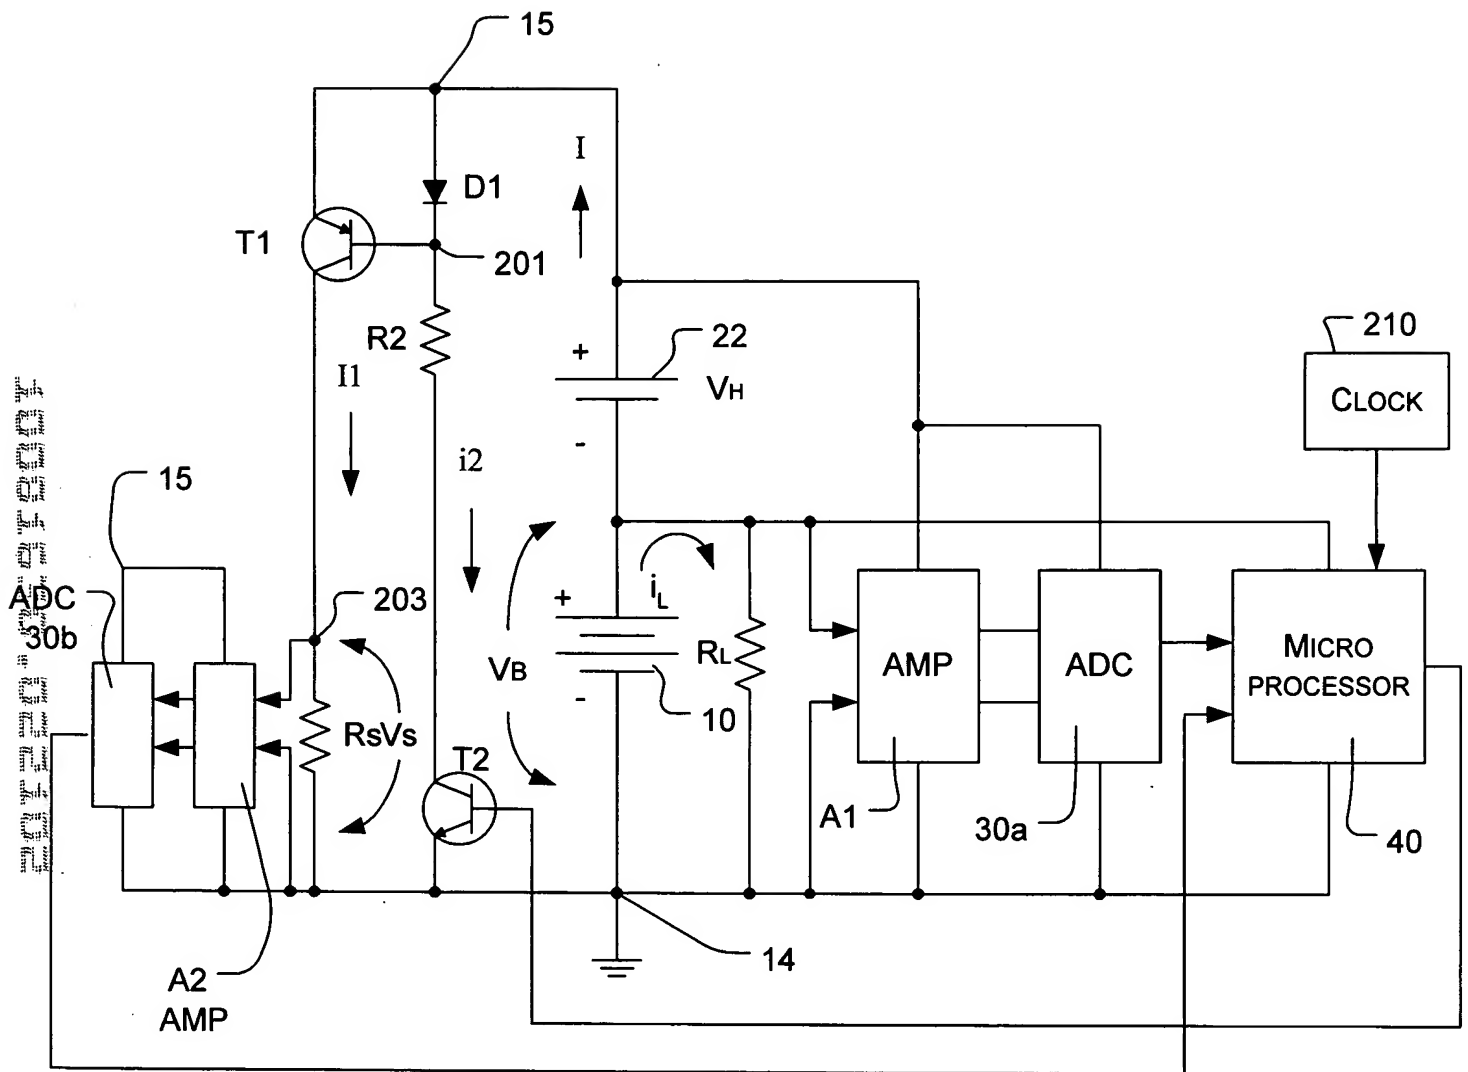 15
I
D1
T1
201
R2
22
210
+
I1
VH
CLOCK
-
i2
15
ADC
30b
203
+
iL
VB
RL
AMP
ADC
MICRO
PROCESSOR
RsVs
-
10
T2
A1
30a
40
14
A2
AMP